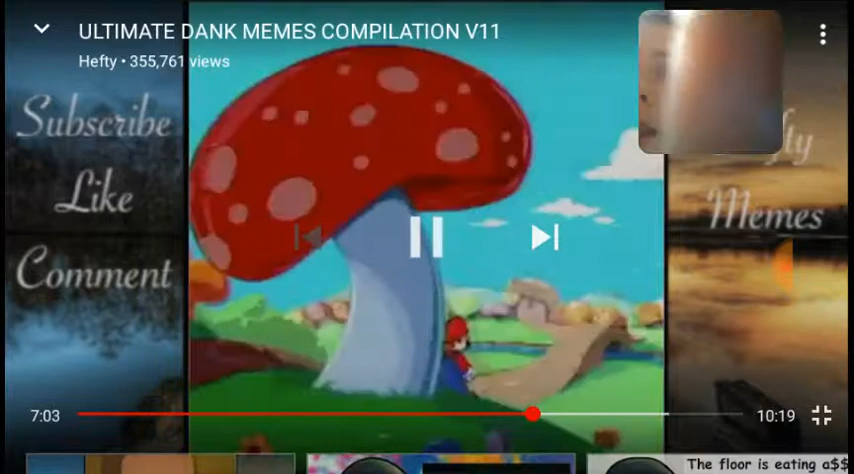 ULTIMATE DANK MEMES COMPILATION V11
Hefty • 355,761 views
Subscribe
Like
Comment
fty
Memes
7:03
10:19
The floor is eating a$$